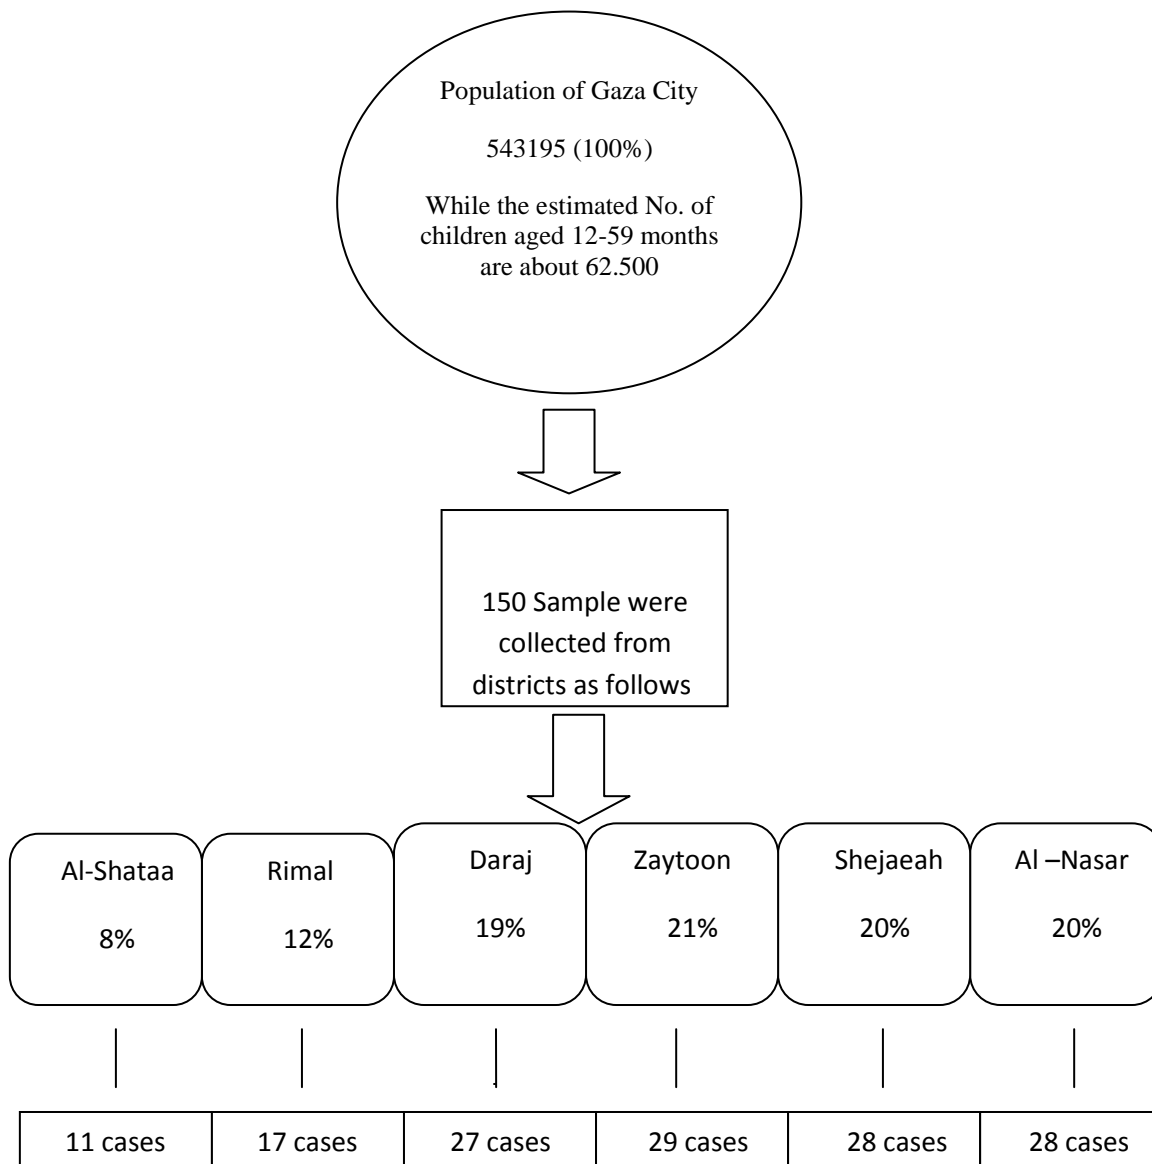 Population of Gaza City
543195 (100%)
While the estimated No. of
children aged 12-59 months
are about 62.500
150 Sample were
collected from
districts as follows
Al-Shataa
8%
Rimal
12%
Daraj
19%
Zaytoon
21%
Shejaeah
20%
Al –Nasar
20%
11 cases
17 cases
27 cases
29 cases
28 cases
28 cases